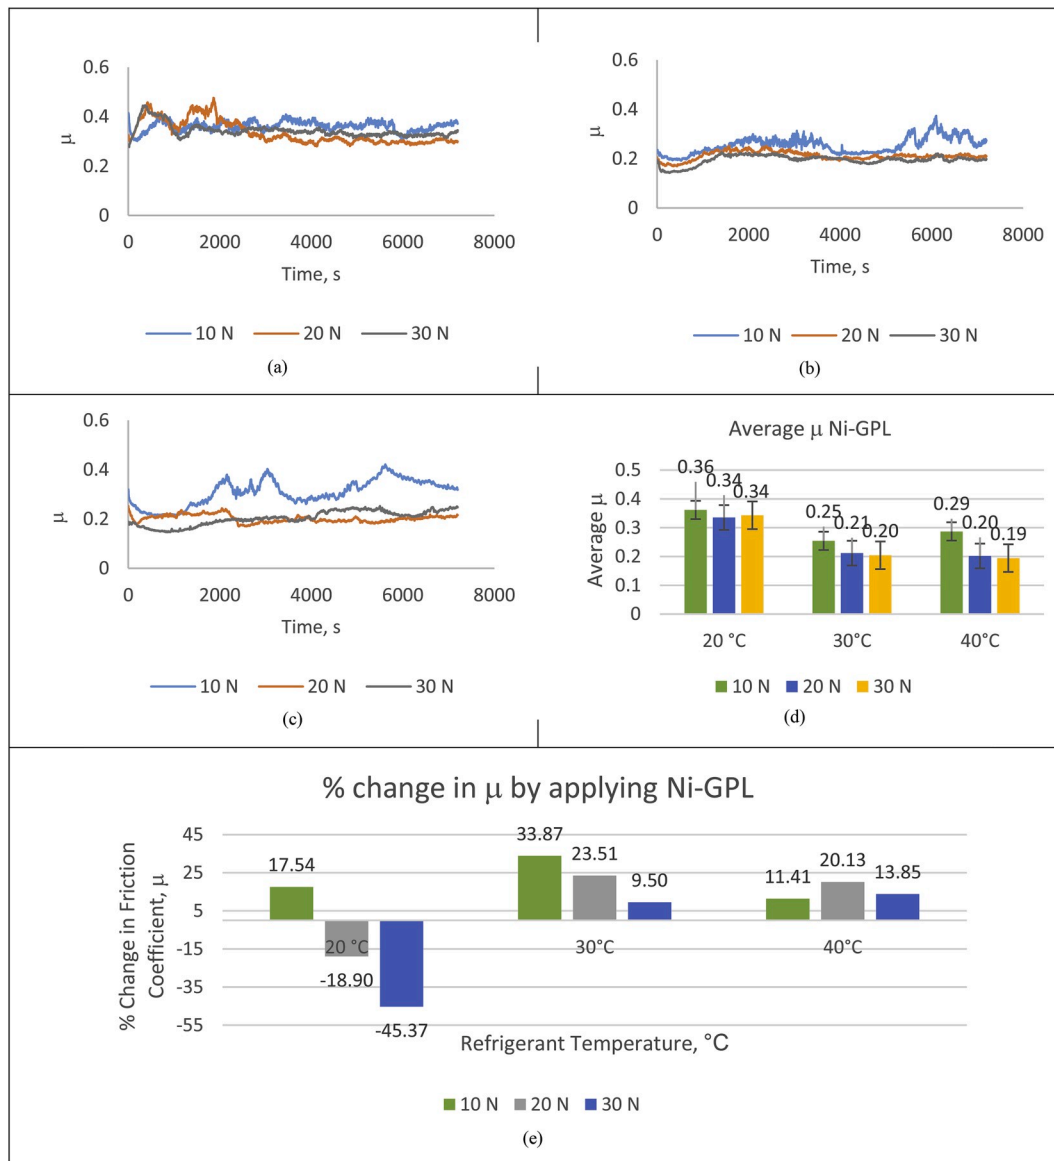 0.6
0.4
μ
0.2
0
0 2000 4000 6000 8000
Time, s
10 N 20 N 30 N
(a)
0.6
0.4
μ
0.2
0
0 2000 4000 6000 8000
Time, s
10 N 20 N 30 N
(b)
0.6
0.4
μ
0.2
0
0 2000 4000 6000 8000
Time, s
10 N 20 N 30 N
(c)
Average μ Ni-GPL
Average μ
0.5
0.4
0.3
0.2
0.1
0
0.36 0.34 0.34
0.25 0.21 0.20
0.29 0.20 0.19
20 °C 30°C 40°C
10 N 20 N 30 N
(d)
% change in μ by applying Ni-GPL
% Change in Friction
Coefficient, μ
45
25
5
-15
-35
-55
17.54 -18.90 -45.37
33.87 23.51 9.50
11.41 20.13 13.85
20 °C 30°C 40°C
Refrigerant Temperature, °C
10 N 20 N 30 N
(e)